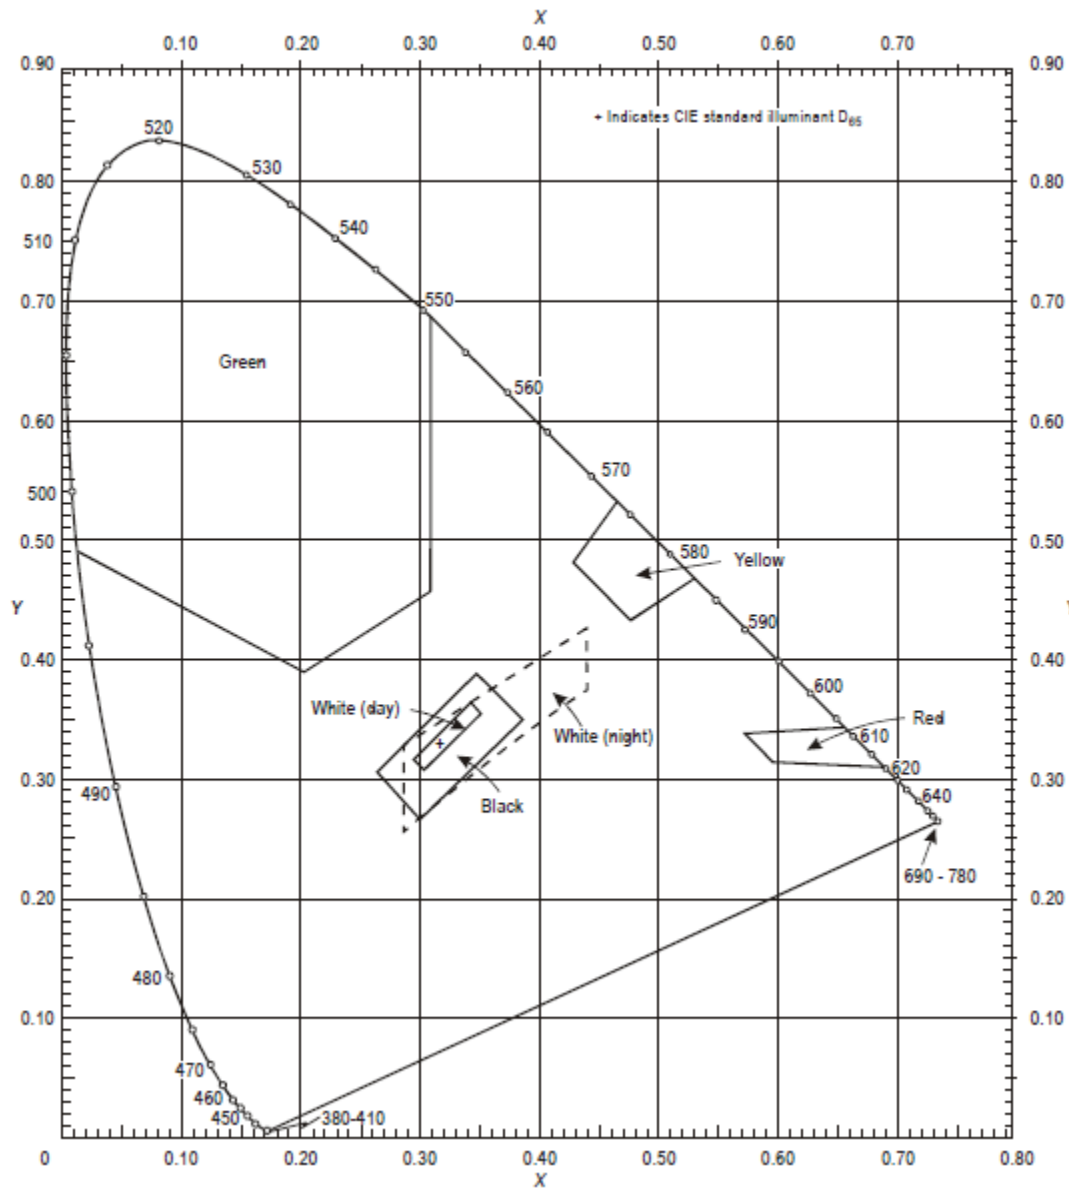 X
0.10 0.20 0.30 0.40 0.50 0.60 0.70
0.90 0.90
+ Indicates CIE standard illuminant D65
520
530
0.80 0.80
540
510
550
0.70 0.70
Green
560
0.60 0.60
570
500
0.50 580 0.50
Yellow
Y Y
590
0.40 0.40
600
White (day) Red
White (night) 610
0.30 620 0.30
490 Black 640
690 - 780
0.20 0.20
480
0.10 0.10
470
460
450 380-410
0 0.10 0.20 0.30 0.40 0.50 0.60 0.70 0.80
X